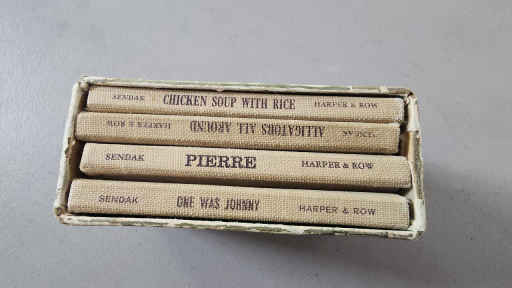 SENDAK CHICKEN SOUP WITH RICE HARPER & ROW
SENDAK ALLIGATORS ALL AROUND HARPER & ROW
SENDAK PIERRE HARPER & ROW
SENDAK ONE WAS JOHNNY HARPER & ROW